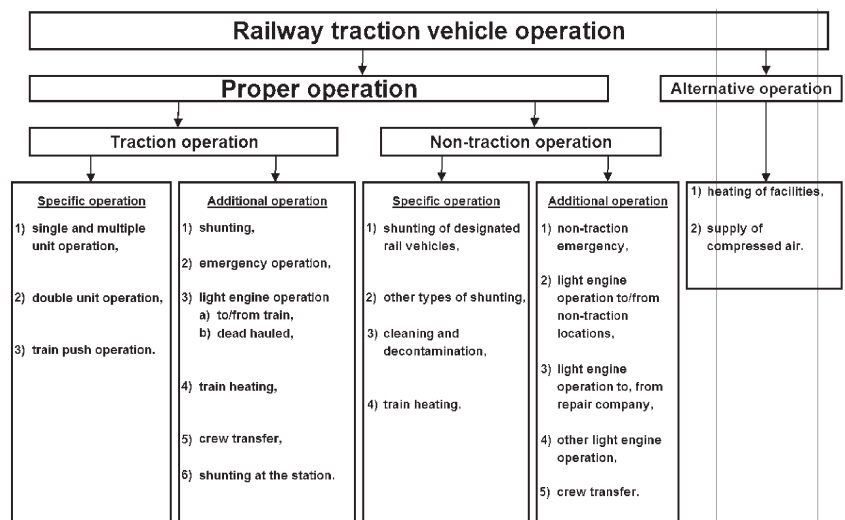 Railway traction vehicle operation
Proper operation
Alternative operation
Traction operation
Non-traction operation
Specific operation
1) single and multiple
unit operation,
2) double unit operation,
3) train push operation.
Additional operation
1) shunting,
2) emergency operation,
3) light engine operation
a) to/from train,
b) dead hauled,
4) train heating,
5) crew transfer,
6) shunting at the station.
Specific operation
1) shunting of designated
rail vehicles,
2) other types of shunting,
3) cleaning and
decontamination,
4) train heating.
Additional operation
1) non-traction
emergency,
2) light engine
operation to/from
non-traction
locations,
3) light engine
operation to, from
repair company,
4) other light engine
operation,
5) crew transfer.
1) heating of facilities,
2) supply of
compressed air.